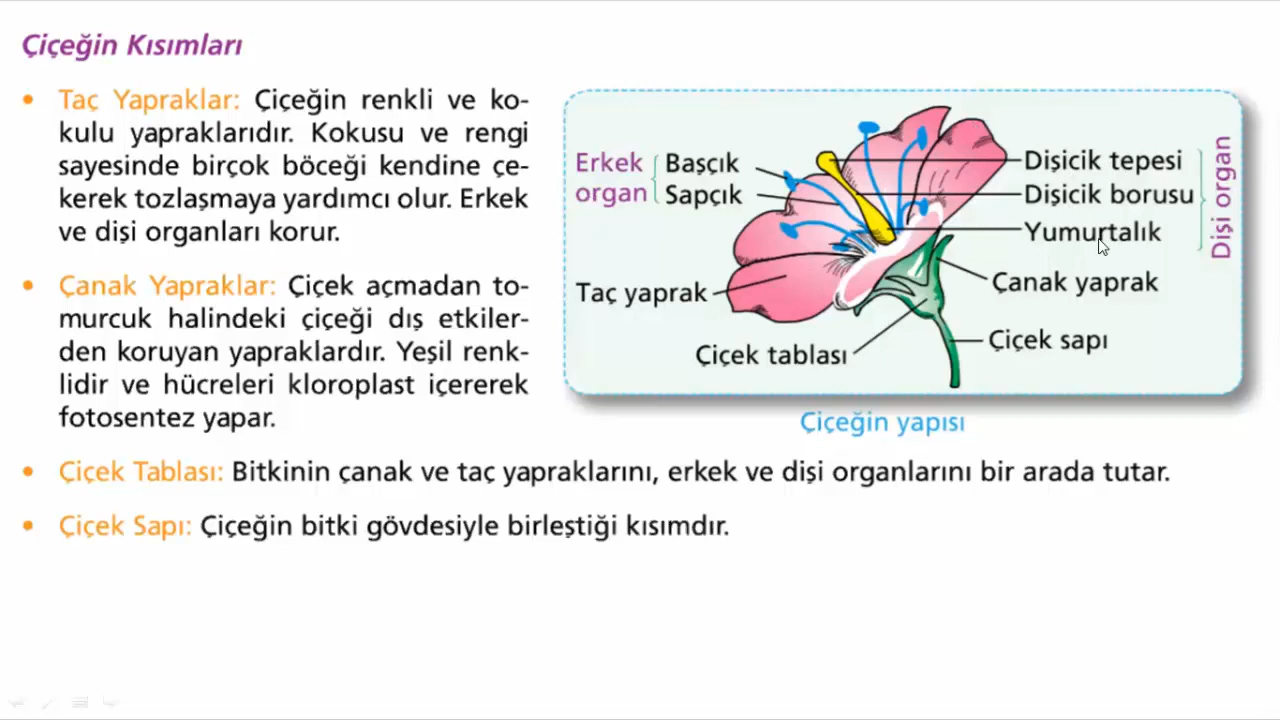 Çiçeğin Kısımları
• Taç Yapraklar: Çiçeğin renkli ve ko-
kulu yapraklarıdır. Kokusu ve rengi
sayesinde birçok böceği kendine çe-
kerek tozlaşmaya yardımcı olur. Erkek
ve dişi organları korur.
• Çanak Yapraklar: Çiçek açmadan to-
murcuk halindeki çiçeği dış etkiler-
den koruyan yapraklardır. Yeşil renk-
lidir ve hücreleri kloroplast içererek
fotosentez yapar.
Erkek organ
Başçık
Sapçık
Taç yaprak
Çiçek tablası
Dişicik tepesi
Dişicik borusu
Yumurtalık
Dişi organ
Çanak yaprak
Çiçek sapı
Çiçeğin yapısı
• Çiçek Tablası: Bitkinin çanak ve taç yapraklarını, erkek ve dişi organlarını bir arada tutar.
• Çiçek Sapı: Çiçeğin bitki gövdesiyle birleştiği kısımdır.